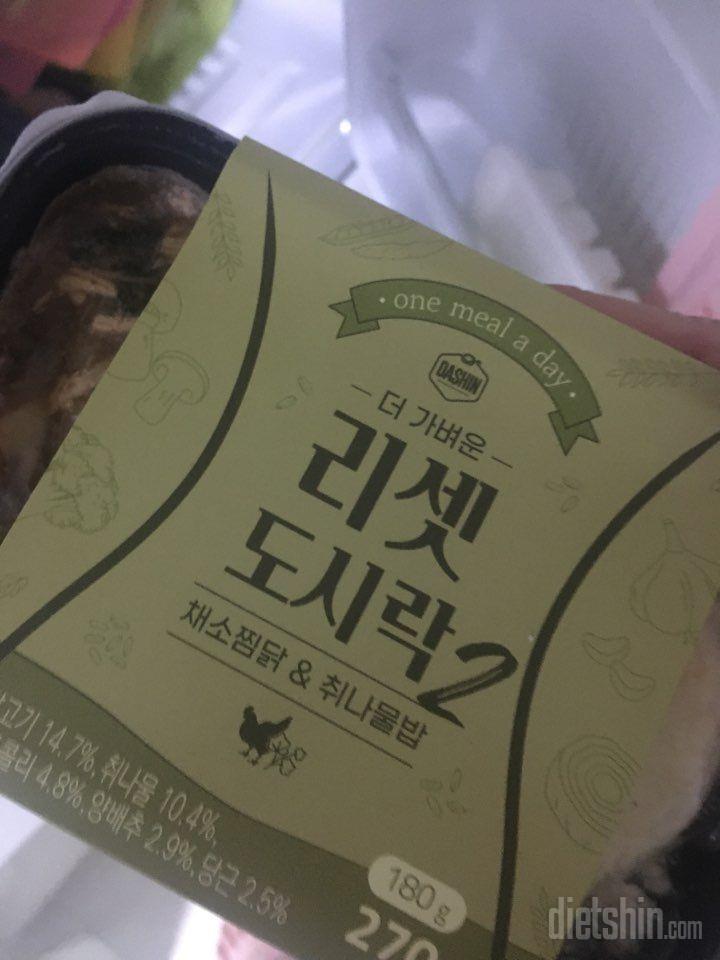 · one meal a day ·
DASHIN
– 더 가벼운 –
리셋
도시락2
채소찜닭 & 취나물밥
고기 14.7%, 취나물 10.4%,
콜리 4.8%, 양배추 2.9%, 당근 2.5%
180g
270
dietshin.com